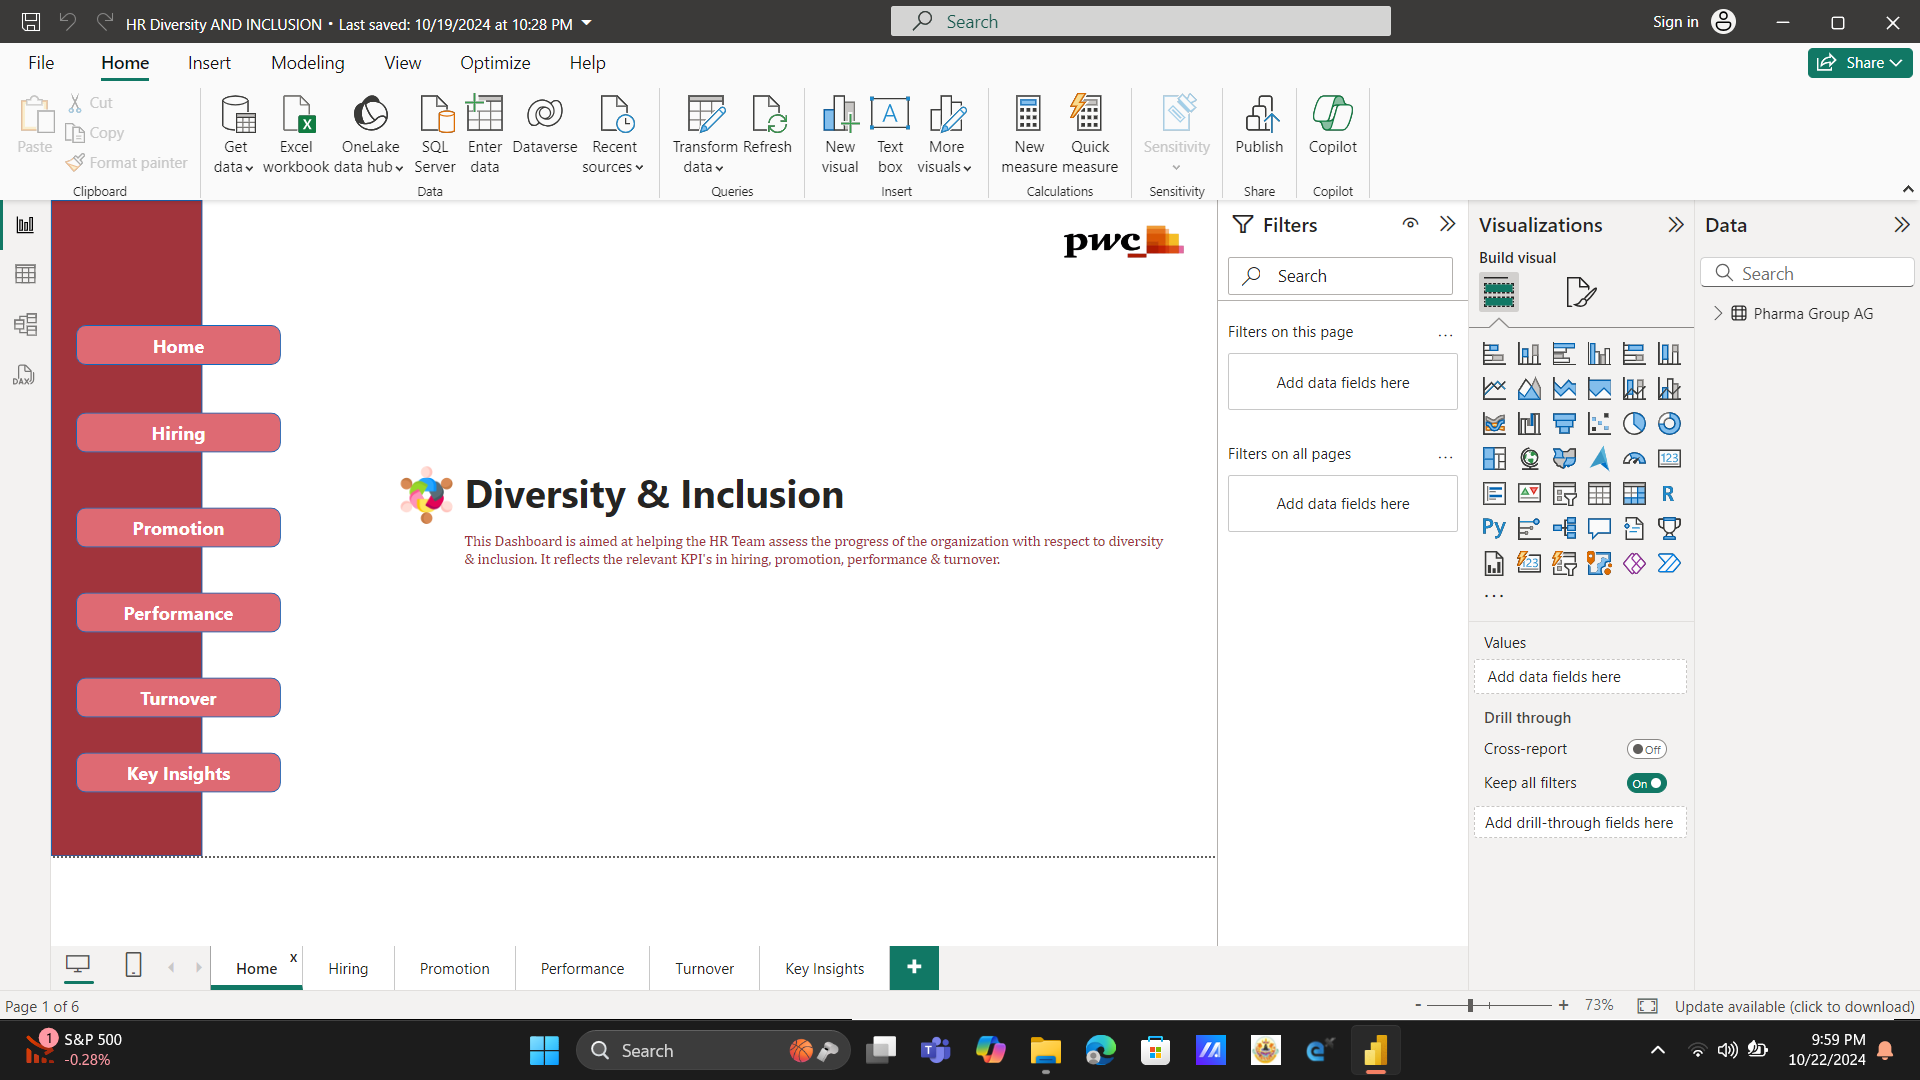 HR Diversity AND INCLUSION • Last saved: 10/19/2024 at 10:28 PM
Search
Sign in
File Home Insert Modeling View Optimize Help
Share
Paste
Cut
Copy
Format painter
Clipboard
Get data
Excel workbook
OneLake data hub
SQL Server
Enter data
Dataverse
Recent sources
Data
Transform data
Refresh
Queries
New visual
Text box
More visuals
Insert
New measure
Quick measure
Calculations
Sensitivity
Sensitivity
Publish
Share
Copilot
Copilot
pwc
Home
Hiring
Promotion
Performance
Turnover
Key Insights
Diversity & Inclusion
This Dashboard is aimed at helping the HR Team assess the progress of the organization with respect to diversity
& inclusion. It reflects the relevant KPI's in hiring, promotion, performance & turnover.
Filters
Search
Filters on this page
...
Add data fields here
Filters on all pages
...
Add data fields here
Visualizations
Build visual
123
R
Py
123
...
Values
Add data fields here
Drill through
Cross-report
Off
Keep all filters
On
Add drill-through fields here
Data
Search
Pharma Group AG
DAX
Home x Hiring Promotion Performance Turnover Key Insights +
Page 1 of 6
- + 73%
Update available (click to download)
1
S&P 500
-0.28%
Search
9:59 PM
10/22/2024